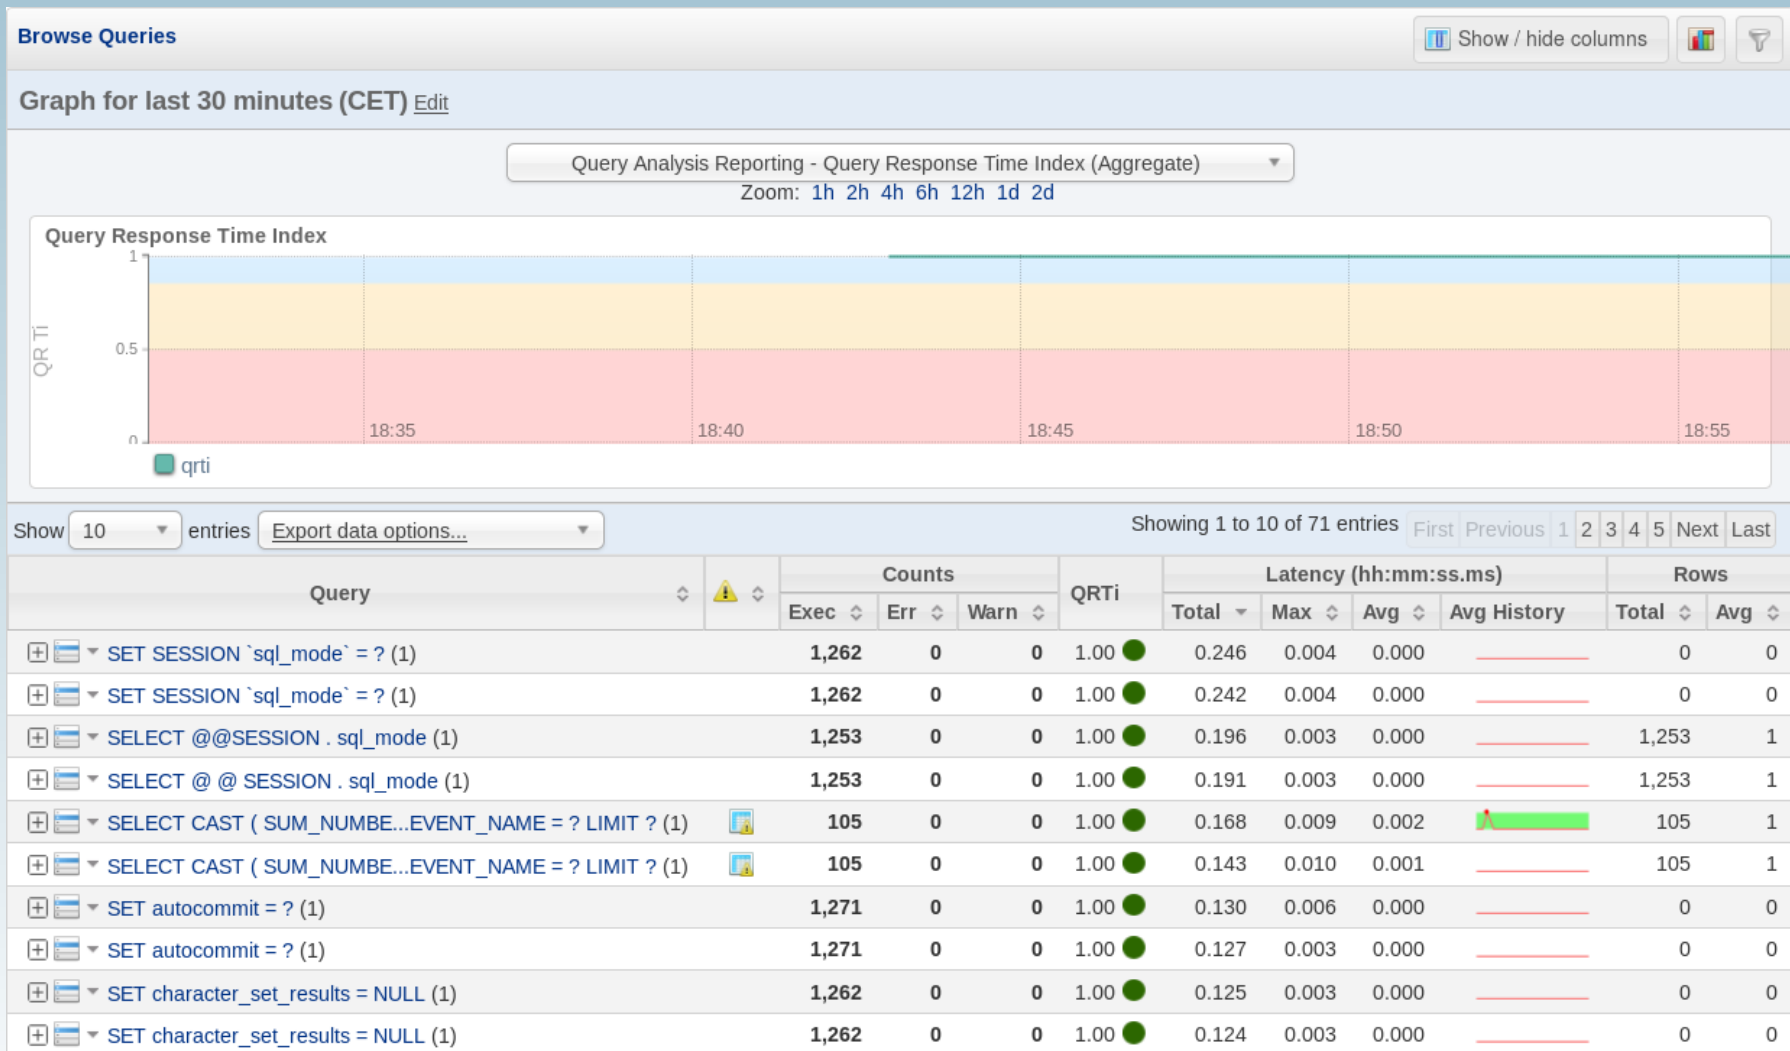 Browse Queries
Show / hide columns
Graph for last 30 minutes (CET) Edit
Query Analysis Reporting - Query Response Time Index (Aggregate)
Zoom: 1h 2h 4h 6h 12h 1d 2d
Query Response Time Index
1
0.5
0
QR Ti
18:35 18:40 18:45 18:50 18:55
qrti
Show 10 entries Export data options... Showing 1 to 10 of 71 entries First Previous 1 2 3 4 5 Next Last
Query Counts QRTi Latency (hh:mm:ss.ms) Rows
Exec Err Warn Total Max Avg Avg History Total Avg
SET SESSION `sql_mode` = ? (1) 1,262 0 0 1.00 0.246 0.004 0.000 0 0
SET SESSION `sql_mode` = ? (1) 1,262 0 0 1.00 0.242 0.004 0.000 0 0
SELECT @@SESSION . sql_mode (1) 1,253 0 0 1.00 0.196 0.003 0.000 1,253 1
SELECT @ @ SESSION . sql_mode (1) 1,253 0 0 1.00 0.191 0.003 0.000 1,253 1
SELECT CAST ( SUM_NUMBE...EVENT_NAME = ? LIMIT ? (1) 105 0 0 1.00 0.168 0.009 0.002 105 1
SELECT CAST ( SUM_NUMBE...EVENT_NAME = ? LIMIT ? (1) 105 0 0 1.00 0.143 0.010 0.001 105 1
SET autocommit = ? (1) 1,271 0 0 1.00 0.130 0.006 0.000 0 0
SET autocommit = ? (1) 1,271 0 0 1.00 0.127 0.003 0.000 0 0
SET character_set_results = NULL (1) 1,262 0 0 1.00 0.125 0.003 0.000 0 0
SET character_set_results = NULL (1) 1,262 0 0 1.00 0.124 0.003 0.000 0 0